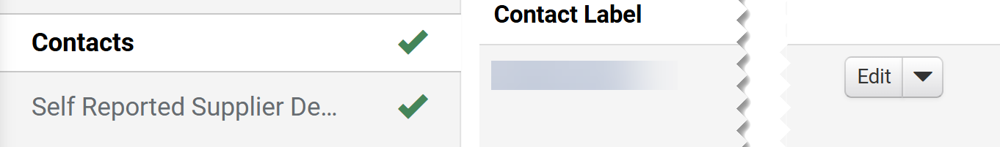 Contacts
Self Reported Supplier De...
Contact Label
Edit